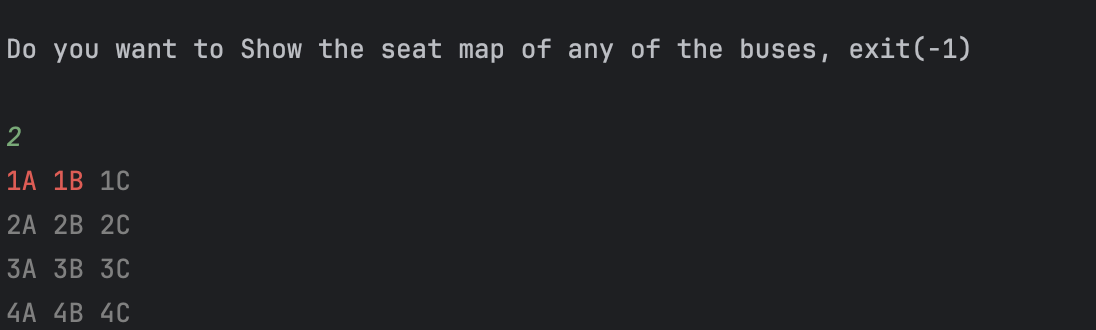 Do you want to Show the seat map of any of the buses, exit(-1)
2
1A 1B 1C
2A 2B 2C
3A 3B 3C
4A 4B 4C